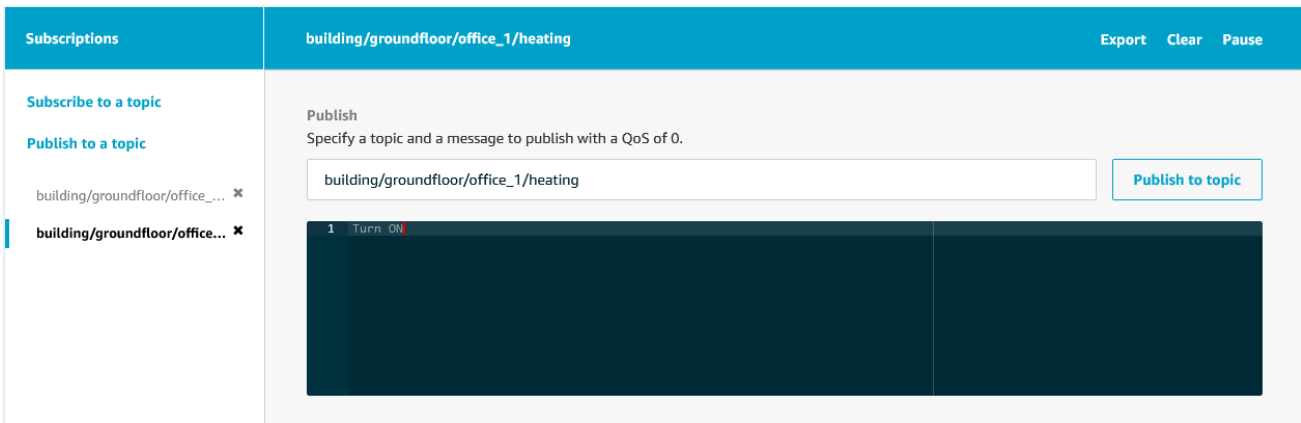 Subscriptions
building/groundfloor/office_1/heating
Export Clear Pause
Subscribe to a topic
Publish to a topic
building/groundfloor/office_... ✖
building/groundfloor/office... ✖
Publish
Specify a topic and a message to publish with a QoS of 0.
building/groundfloor/office_1/heating
Publish to topic
1 Turn ON